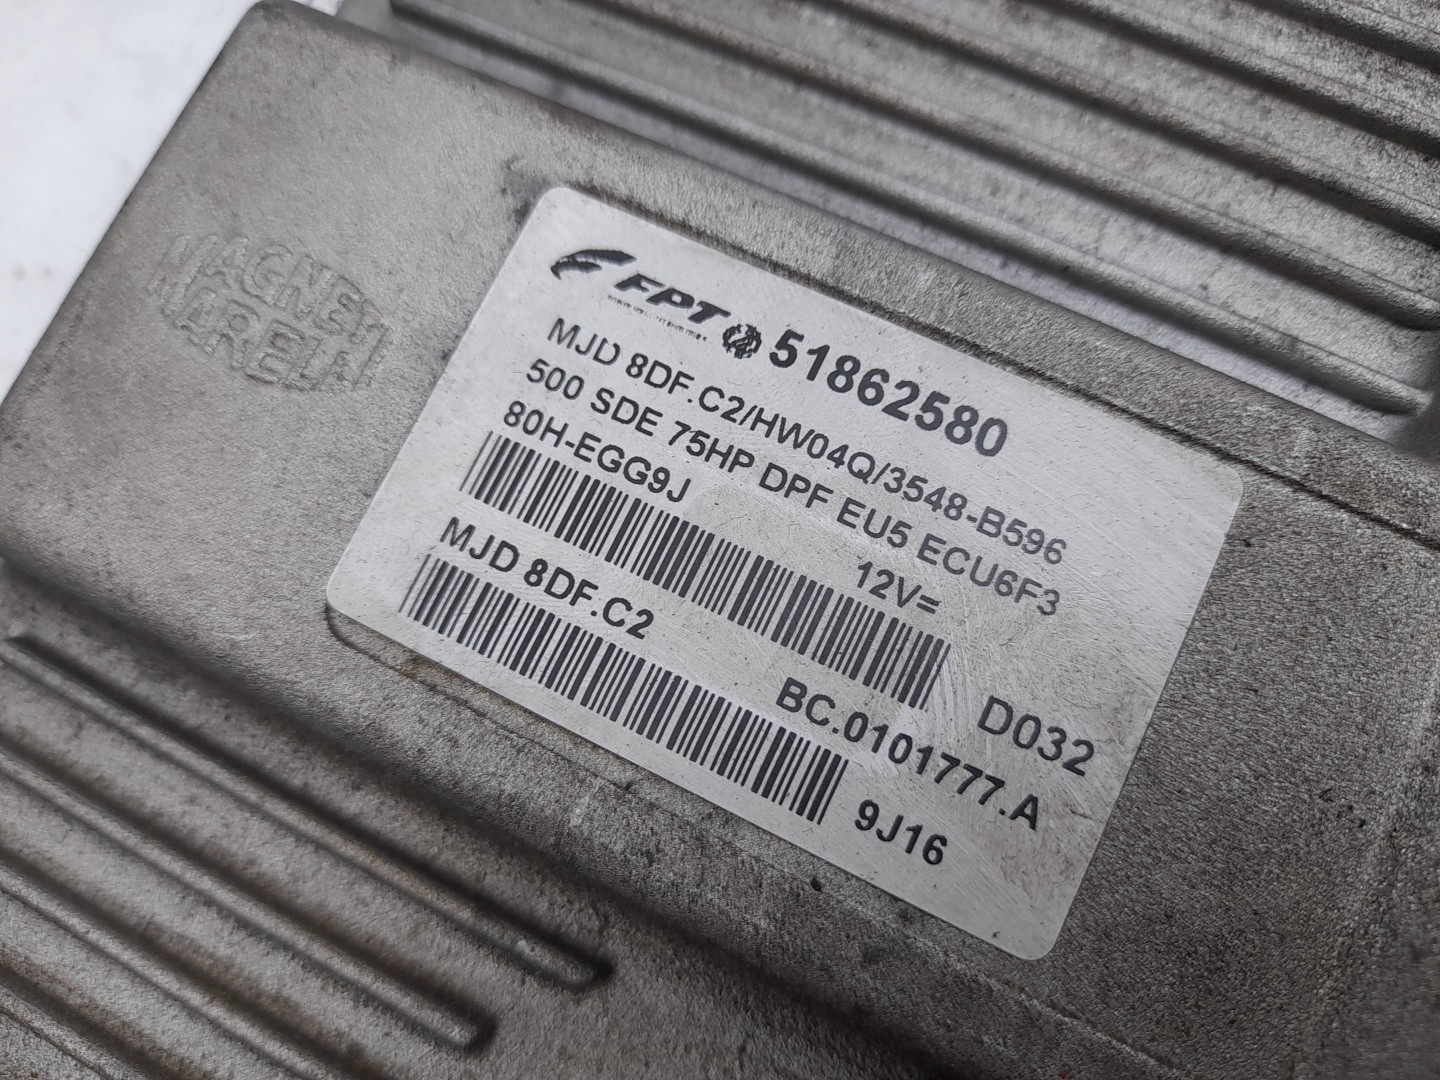 MAGNETI
MARELLI
FPT
51862580
MJD 8DF.C2/HW04Q/3548-B596
500 SDE 75HP DPF EU5 ECU6F3
80H-EGG9J
12V=
MJD 8DF.C2
D032
BC.0101777.A
9J16